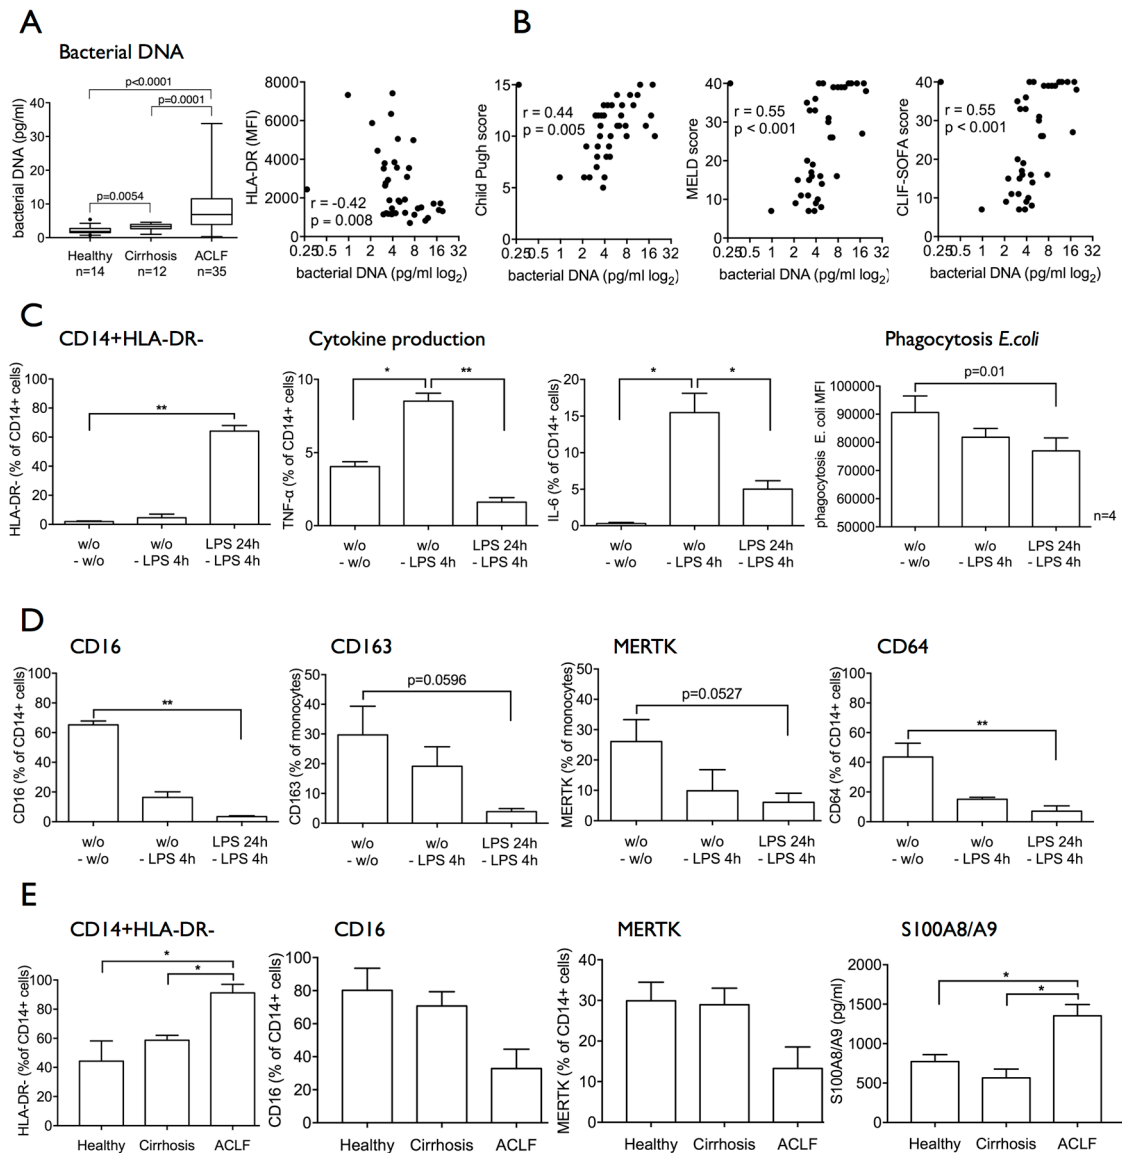 A
B
Bacterial DNA
p<0.0001
p=0.0001
p=0.0054
bacterial DNA (pg/ml)
40
30
20
10
0
Healthy Cirrhosis ACLF
n=14 n=12 n=35
HLA-DR (MFI)
8000
6000
4000
2000
0
r = -0.42
p = 0.008
0.25 0.5 1 2 4 8 16 32
bacterial DNA (pg/ml log2)
Child Pugh score
15
10
5
0
r = 0.44
p = 0.005
0.25 0.5 1 2 4 8 16 32
bacterial DNA (pg/ml log2)
MELD score
40
30
20
10
0
r = 0.55
p < 0.001
0.25 0.5 1 2 4 8 16 32
bacterial DNA (pg/ml log2)
CLIF-SOFA score
40
30
20
10
0
r = 0.55
p < 0.001
0.25 0.5 1 2 4 8 16 32
bacterial DNA (pg/ml log2)
C
CD14+HLA-DR-
HLA-DR- (% of CD14+ cells)
100
80
60
40
20
0
**
w/o w/o LPS 24h
- w/o - LPS 4h - LPS 4h
Cytokine production
TNF-α (% of CD14+ cells)
10
5
0
* **
w/o w/o LPS 24h
- w/o - LPS 4h - LPS 4h
IL-6 (% of CD14+ cells)
20
15
10
5
0
* *
w/o w/o LPS 24h
- w/o - LPS 4h - LPS 4h
Phagocytosis E.coli
phagocytosis E. coli MFI
100000
90000
80000
70000
60000
50000
p=0.01
n=4
w/o w/o LPS 24h
- w/o - LPS 4h - LPS 4h
D
CD16
CD16 (% of CD14+ cells)
100
80
60
40
20
0
**
w/o w/o LPS 24h
- w/o - LPS 4h - LPS 4h
CD163
CD163 (% of monocytes)
50
40
30
20
10
0
p=0.0596
w/o w/o LPS 24h
- w/o - LPS 4h - LPS 4h
MERTK
MERTK (% of monocytes)
50
40
30
20
10
0
p=0.0527
w/o w/o LPS 24h
- w/o - LPS 4h - LPS 4h
CD64
CD64 (% of CD14+ cells)
100
80
60
40
20
0
**
w/o w/o LPS 24h
- w/o - LPS 4h - LPS 4h
E
CD14+HLA-DR-
HLA-DR- (%of CD14+ cells)
100
80
60
40
20
0
*
*
Healthy Cirrhosis ACLF
CD16
CD16 (% of CD14+ cells)
100
80
60
40
20
0
Healthy Cirrhosis ACLF
MERTK
MERTK (% of CD14+ cells)
40
30
20
10
0
Healthy Cirrhosis ACLF
S100A8/A9
S100A8/A9 (pg/ml)
2000
1500
1000
500
0
*
*
Healthy Cirrhosis ACLF